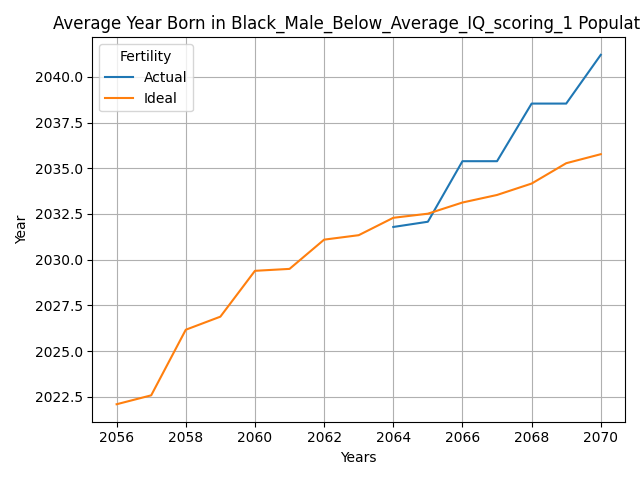 Average Year Born in Black_Male_Below_Average_IQ_scoring_1 Populat
Fertility
Actual
Ideal
2040.0
2037.5
2035.0
2032.5
2030.0
2027.5
2025.0
2022.5
Year
2056 2058 2060 2062 2064 2066 2068 2070
Years